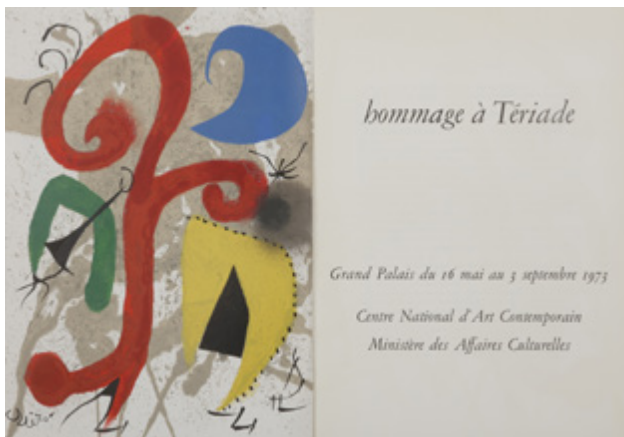 Miró
hommage à Tériade
Grand Palais du 16 mai au 3 septembre 1973
Centre National d'Art Contemporain
Ministère des Affaires Culturelles